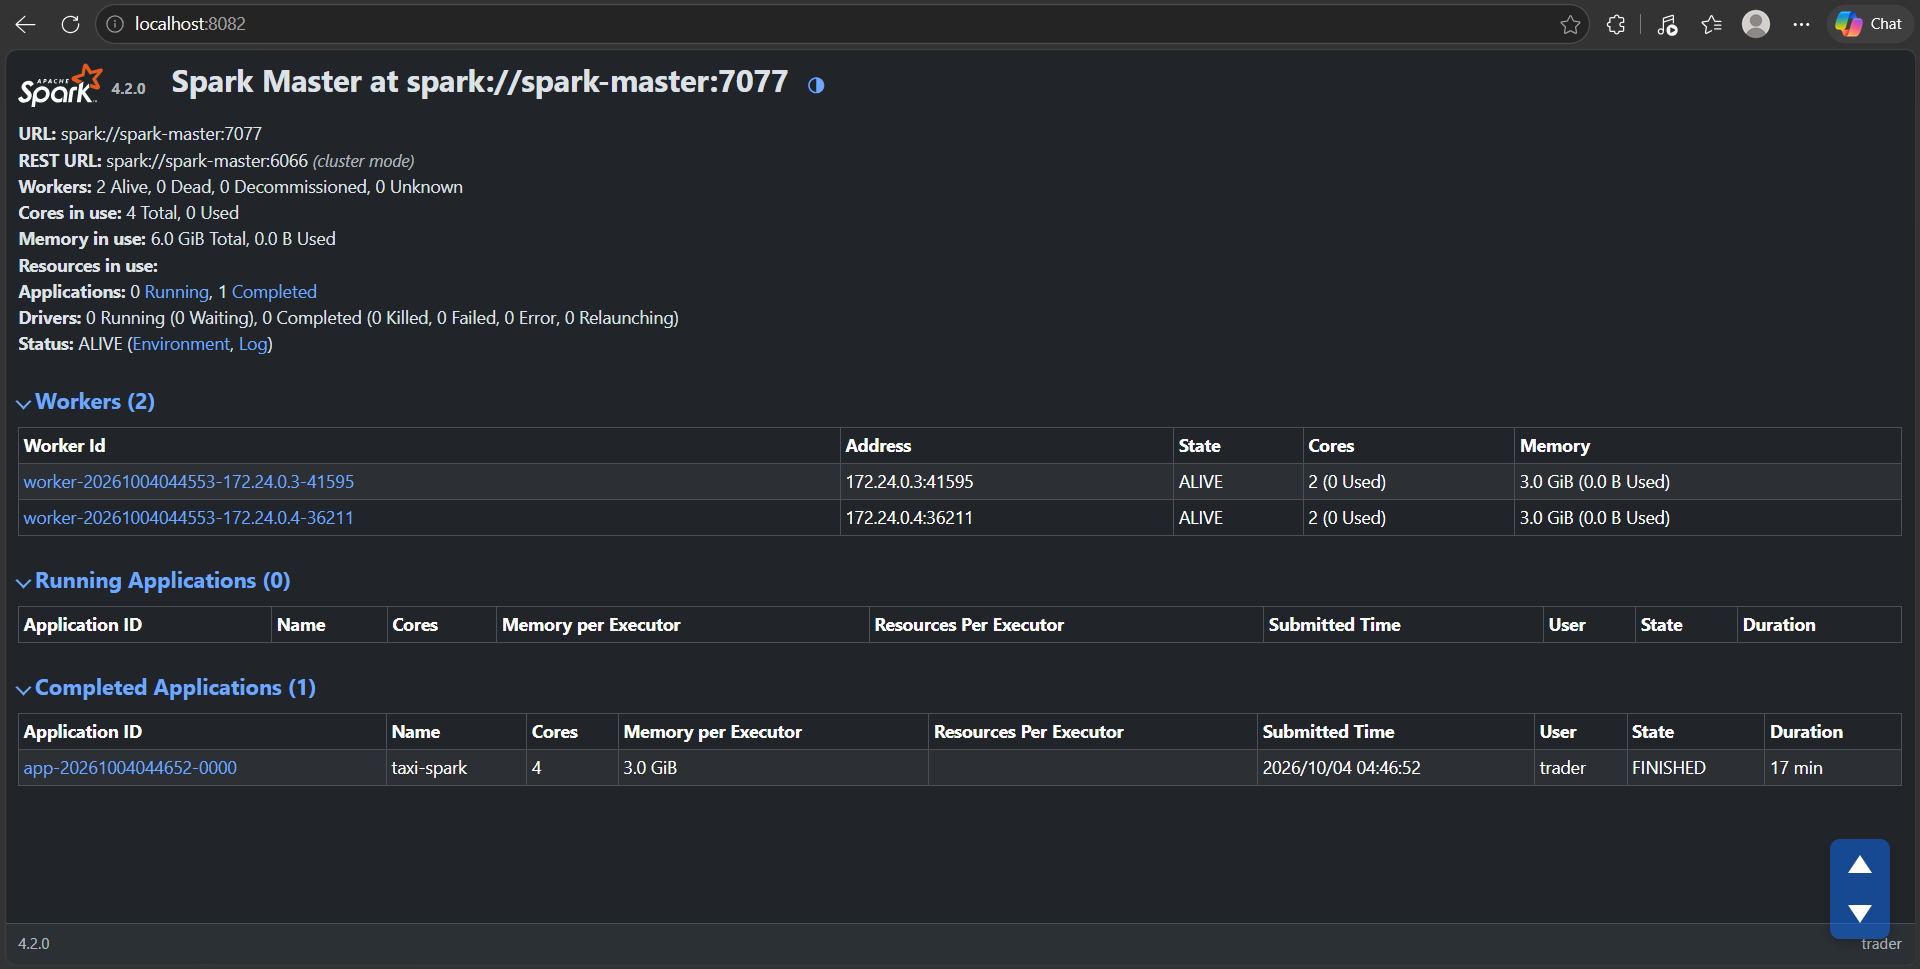 localhost:8082
Chat
APACHE Spark 4.2.0 Spark Master at spark://spark-master:7077
URL: spark://spark-master:7077
REST URL: spark://spark-master:6066 (cluster mode)
Workers: 2 Alive, 0 Dead, 0 Decommissioned, 0 Unknown
Cores in use: 4 Total, 0 Used
Memory in use: 6.0 GiB Total, 0.0 B Used
Resources in use:
Applications: 0 Running, 1 Completed
Drivers: 0 Running (0 Waiting), 0 Completed (0 Killed, 0 Failed, 0 Error, 0 Relaunching)
Status: ALIVE (Environment, Log)
Workers (2)
Worker Id Address State Cores Memory
worker-20261004044553-172.24.0.3-41595 172.24.0.3:41595 ALIVE 2 (0 Used) 3.0 GiB (0.0 B Used)
worker-20261004044553-172.24.0.4-36211 172.24.0.4:36211 ALIVE 2 (0 Used) 3.0 GiB (0.0 B Used)
Running Applications (0)
Application ID Name Cores Memory per Executor Resources Per Executor Submitted Time User State Duration
Completed Applications (1)
Application ID Name Cores Memory per Executor Resources Per Executor Submitted Time User State Duration
app-20261004044652-0000 taxi-spark 4 3.0 GiB 2026/10/04 04:46:52 trader FINISHED 17 min
4.2.0 trader